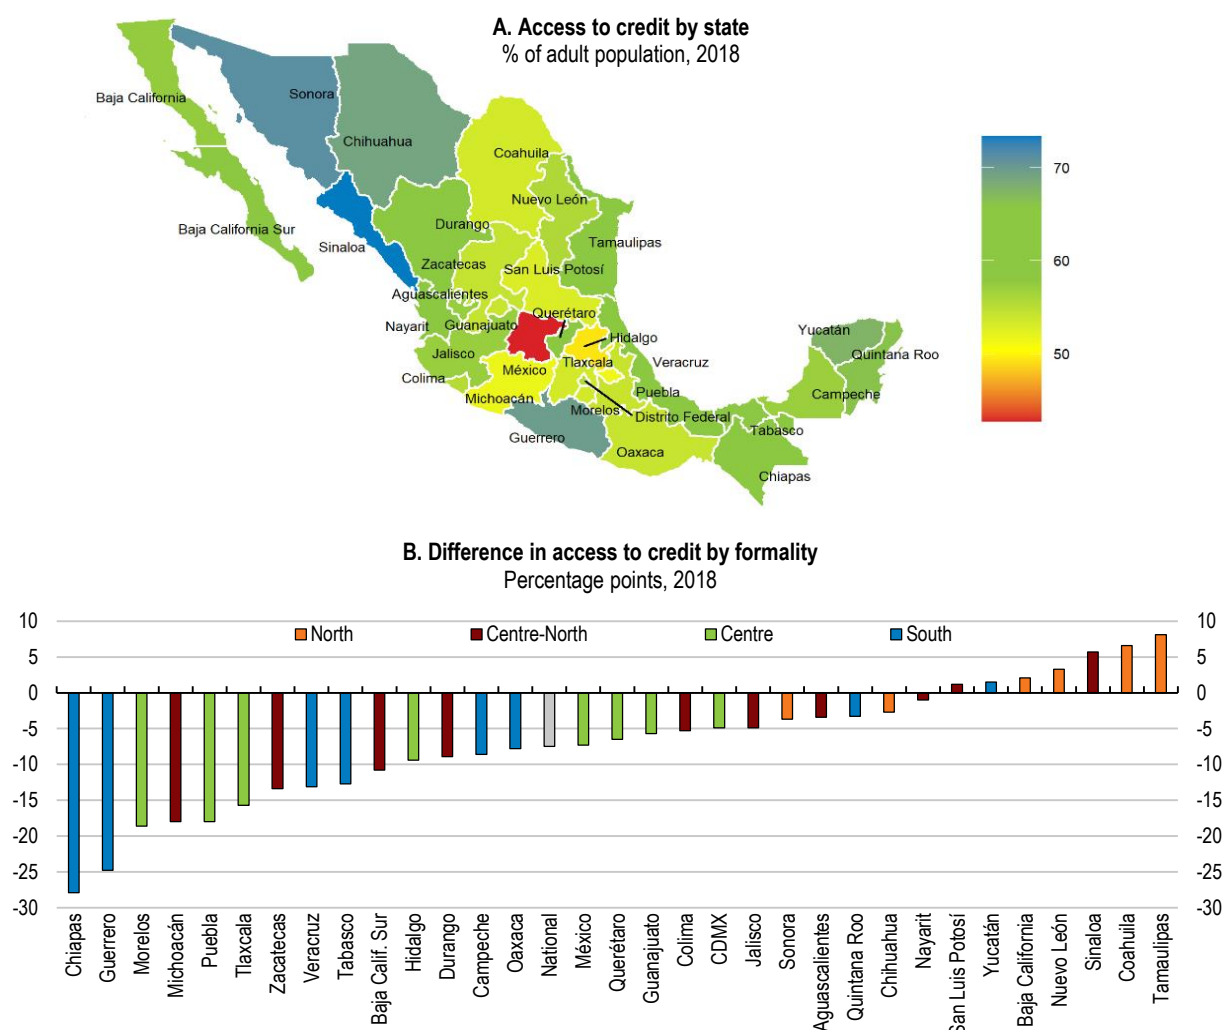 A. Access to credit by state
% of adult population, 2018
Baja California
Sonora
Chihuahua
Coahuila
Nuevo León
Baja California Sur
Sinaloa
Durango
Tamaulipas
Zacatecas
San Luis Potosí
Aguascalientes
Querétaro
Nayarit
Guanajuato
Hidalgo
Yucatán
Jalisco
Tlaxcala
Veracruz
Quintana Roo
Colima
México
Puebla
Campeche
Michoacán
Morelos
Distrito Federal
Tabasco
Guerrero
Oaxaca
Chiapas
70
60
50
B. Difference in access to credit by formality
Percentage points, 2018
North
Centre-North
Centre
South
10
5
0
-5
-10
-15
-20
-25
-30
10
5
0
-5
-10
-15
-20
-25
-30
Chiapas
Guerrero
Morelos
Michoacán
Puebla
Tlaxcala
Zacatecas
Veracruz
Tabasco
Baja Calif. Sur
Hidalgo
Durango
Campeche
Oaxaca
National
México
Querétaro
Guanajuato
Colima
CDMX
Jalisco
Sonora
Aguascalientes
Quintana Roo
Chihuahua
Nayarit
San Luis Potosí
Yucatán
Baja California
Nuevo León
Sinaloa
Coahuila
Tamaulipas